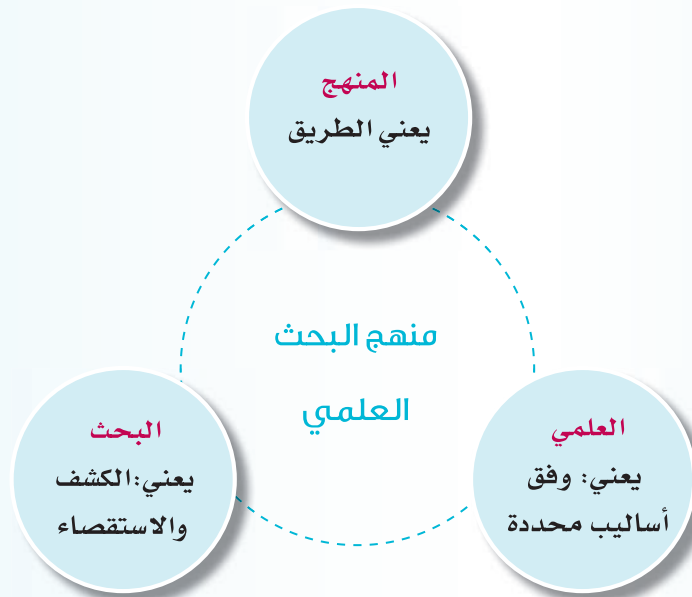 المنهج
يعني الطريق
منهج البحث
العلمي
العلمي
يعني: وفق
أساليب محددة
البحث
يعني:الكشف
والاستقصاء